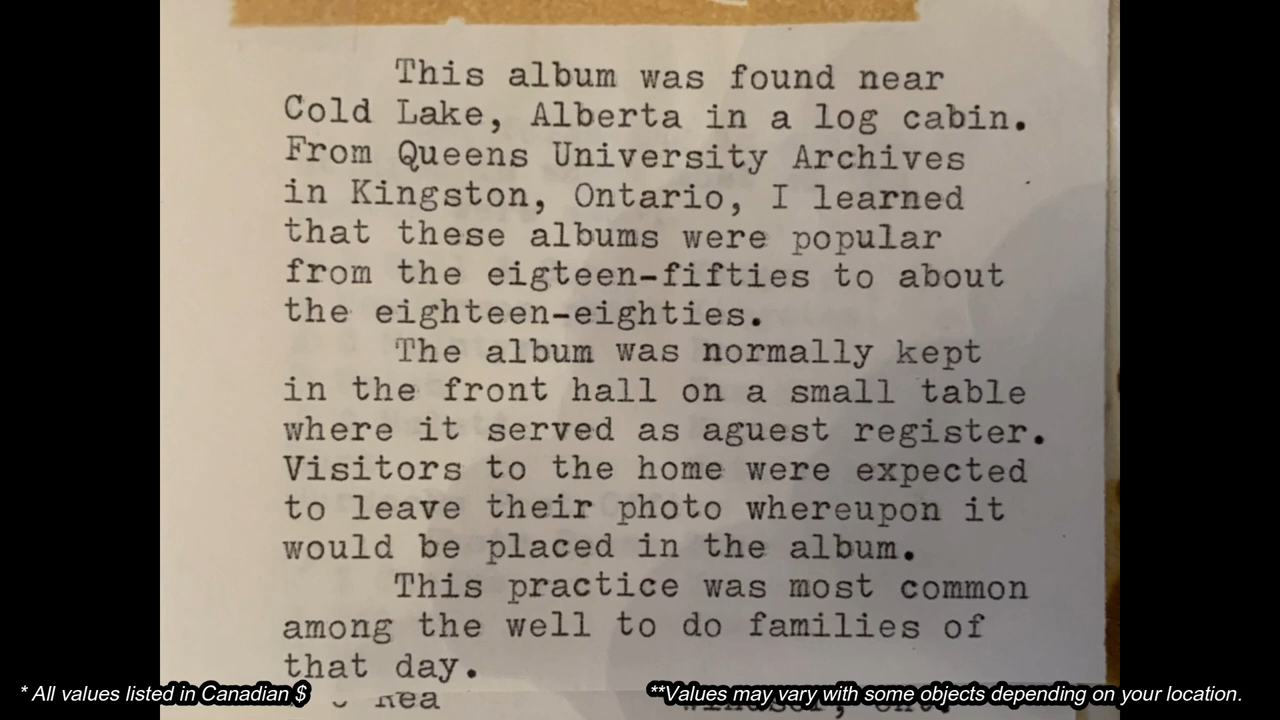 This album was found near
Cold Lake, Alberta in a log cabin.
From Queens University Archives
in Kingston, Ontario, I learned
that these albums were popular
from the eigteen-fifties to about
the eighteen-eighties.
The album was normally kept
in the front hall on a small table
where it served as aguest register.
Visitors to the home were expected
to leave their photo whereupon it
would be placed in the album.
This practice was most common
among the well to do families of
that day.
* All values listed in Canadian $
**Values may vary with some objects depending on your location.